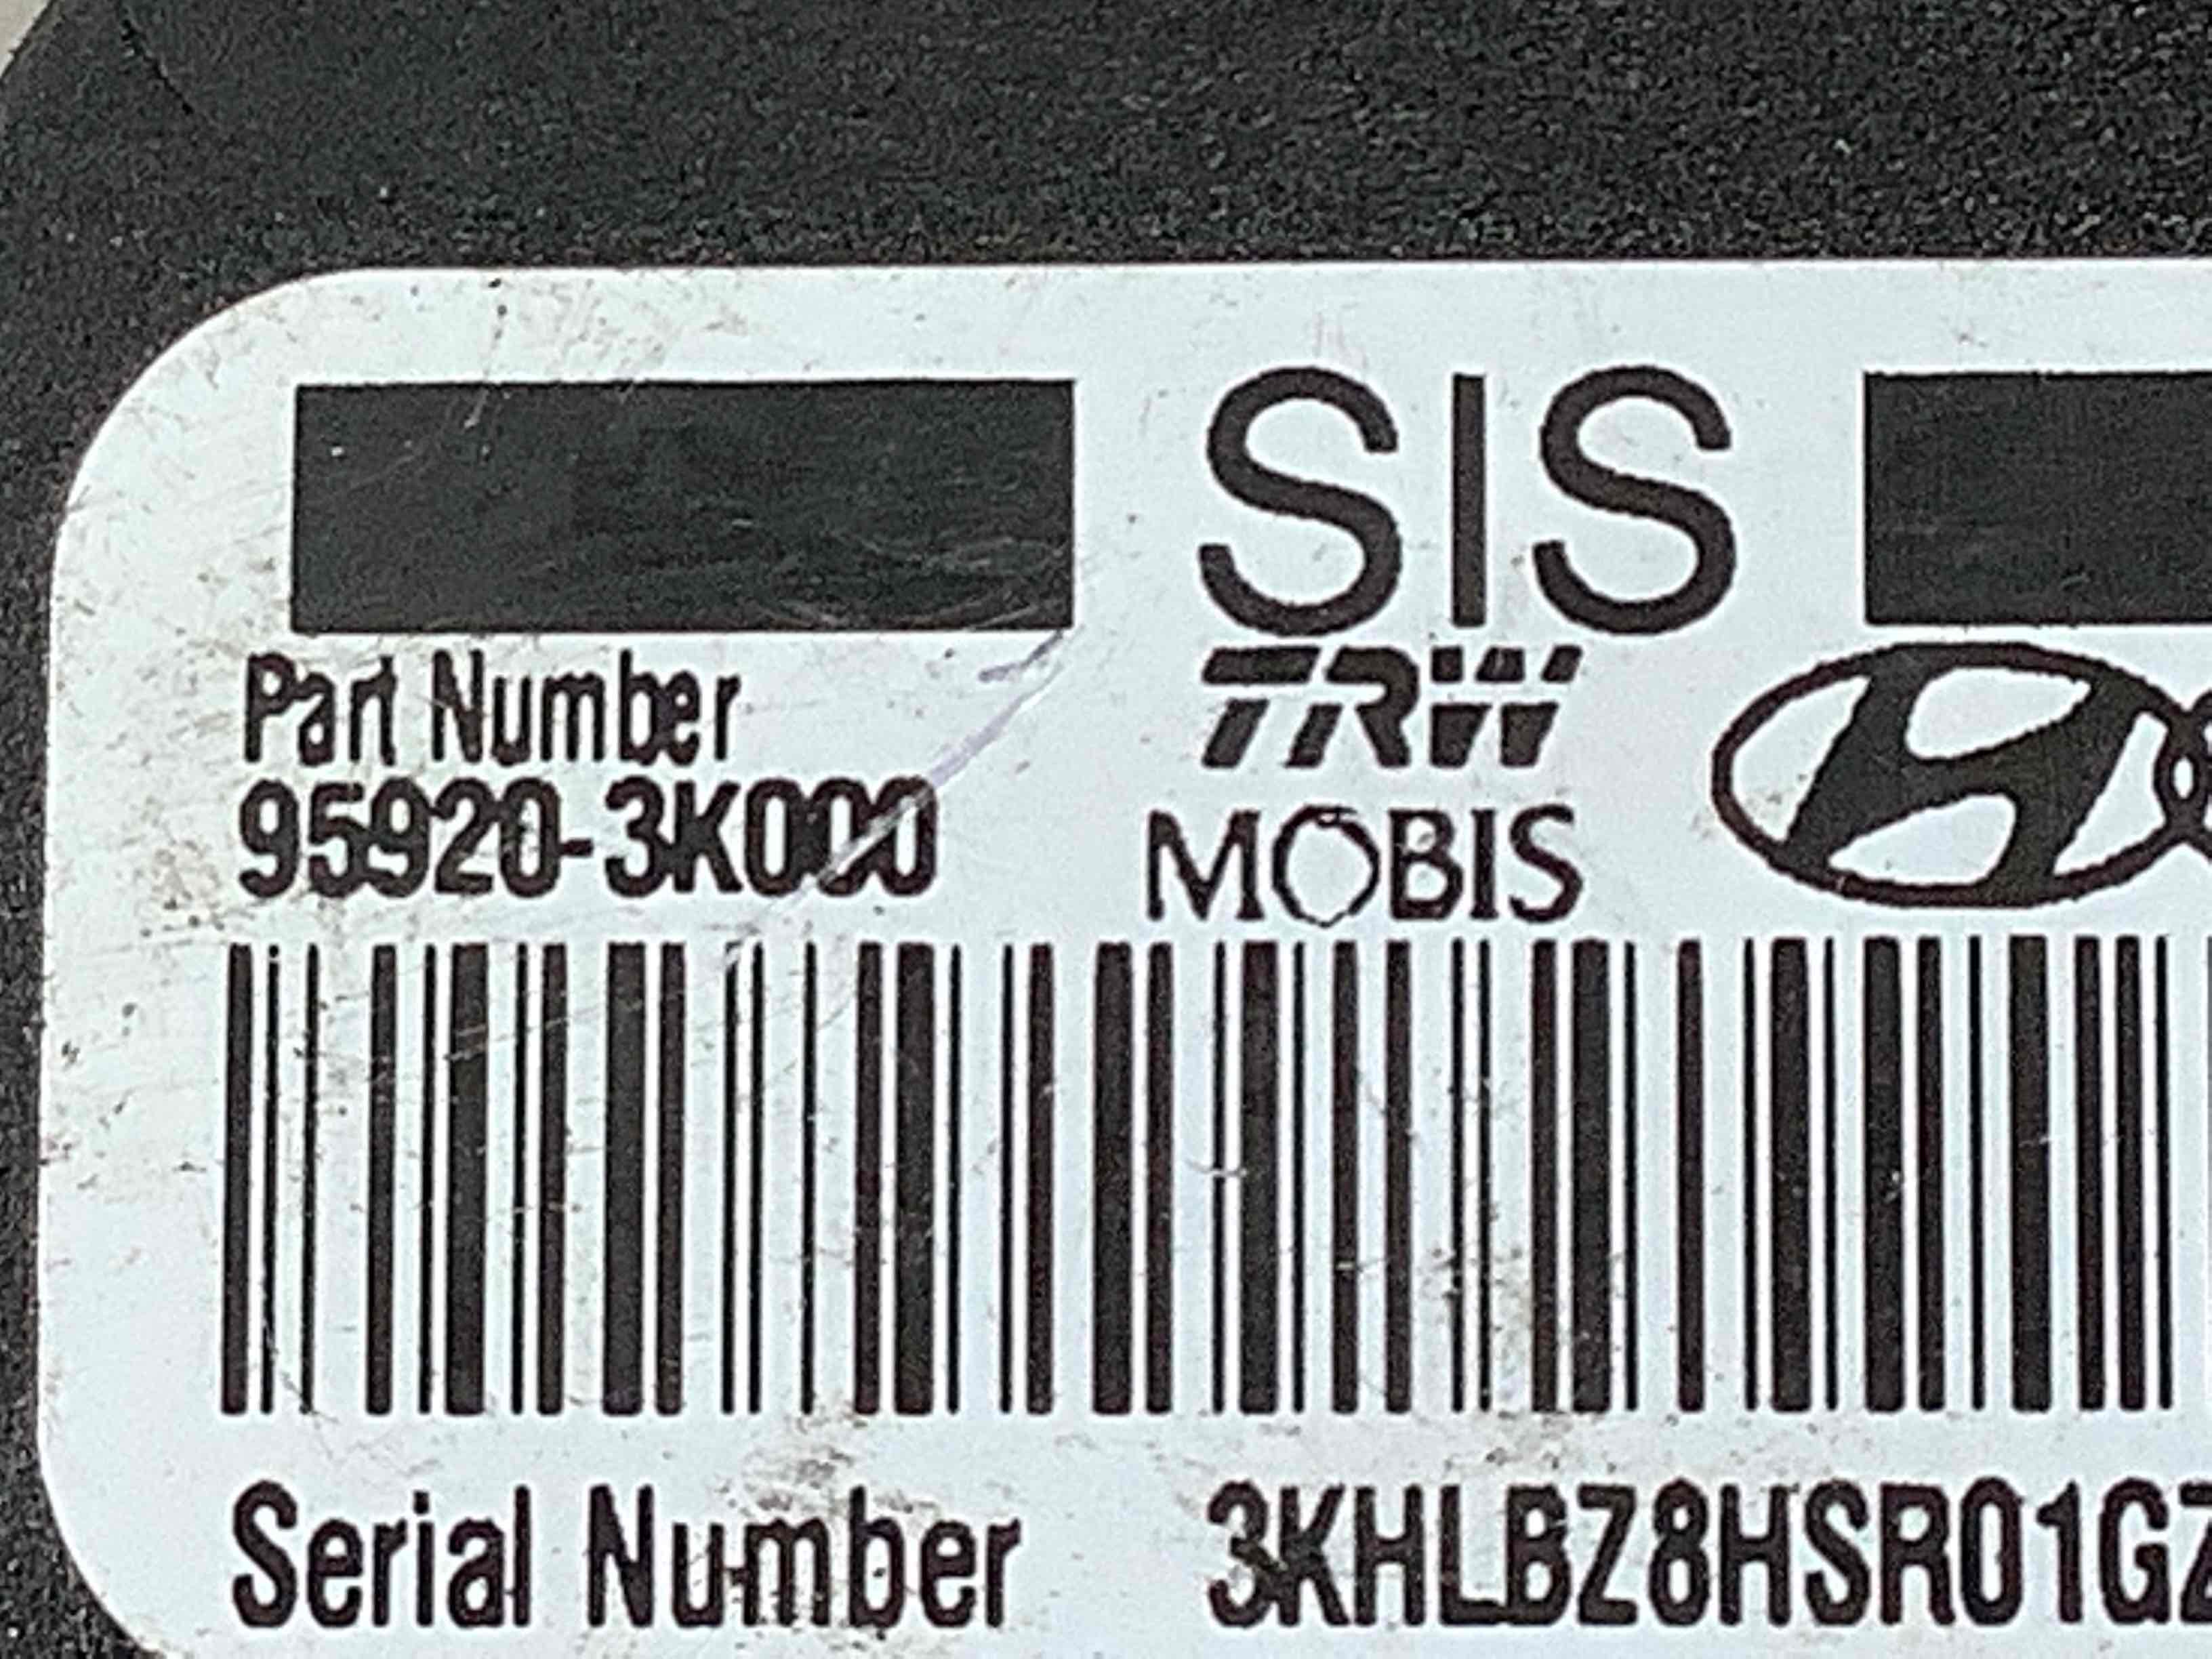 SIS
Part Number
TRW
95920-3K000
MOBIS
Serial Number 3KHLBZ8HSR01GZ